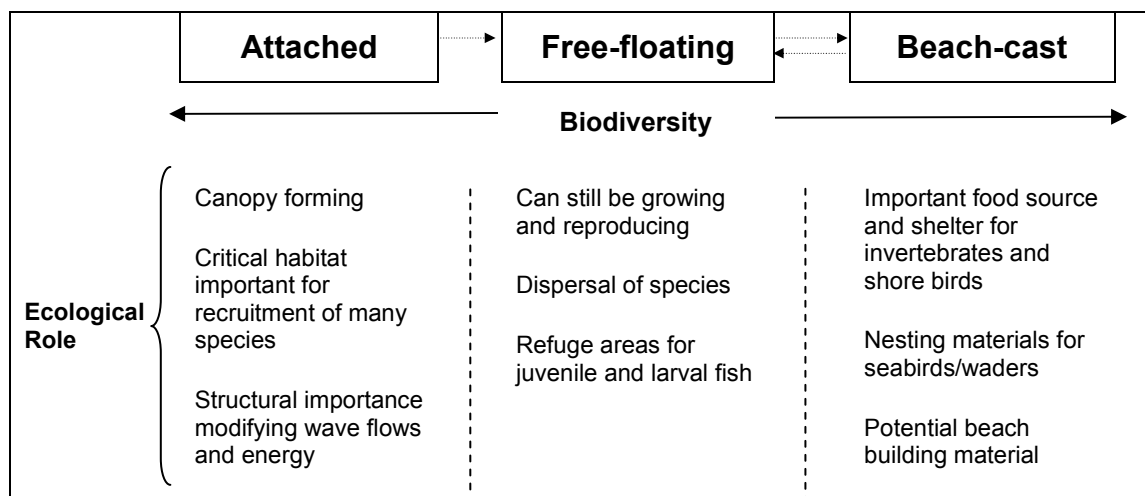 Attached
Free-floating
Beach-cast
Biodiversity
Ecological
Role
Canopy forming
Critical habitat
important for
recruitment of many
species
Structural importance
modifying wave flows
and energy
Can still be growing
and reproducing
Dispersal of species
Refuge areas for
juvenile and larval fish
Important food source
and shelter for
invertebrates and
shore birds
Nesting materials for
seabirds/waders
Potential beach
building material